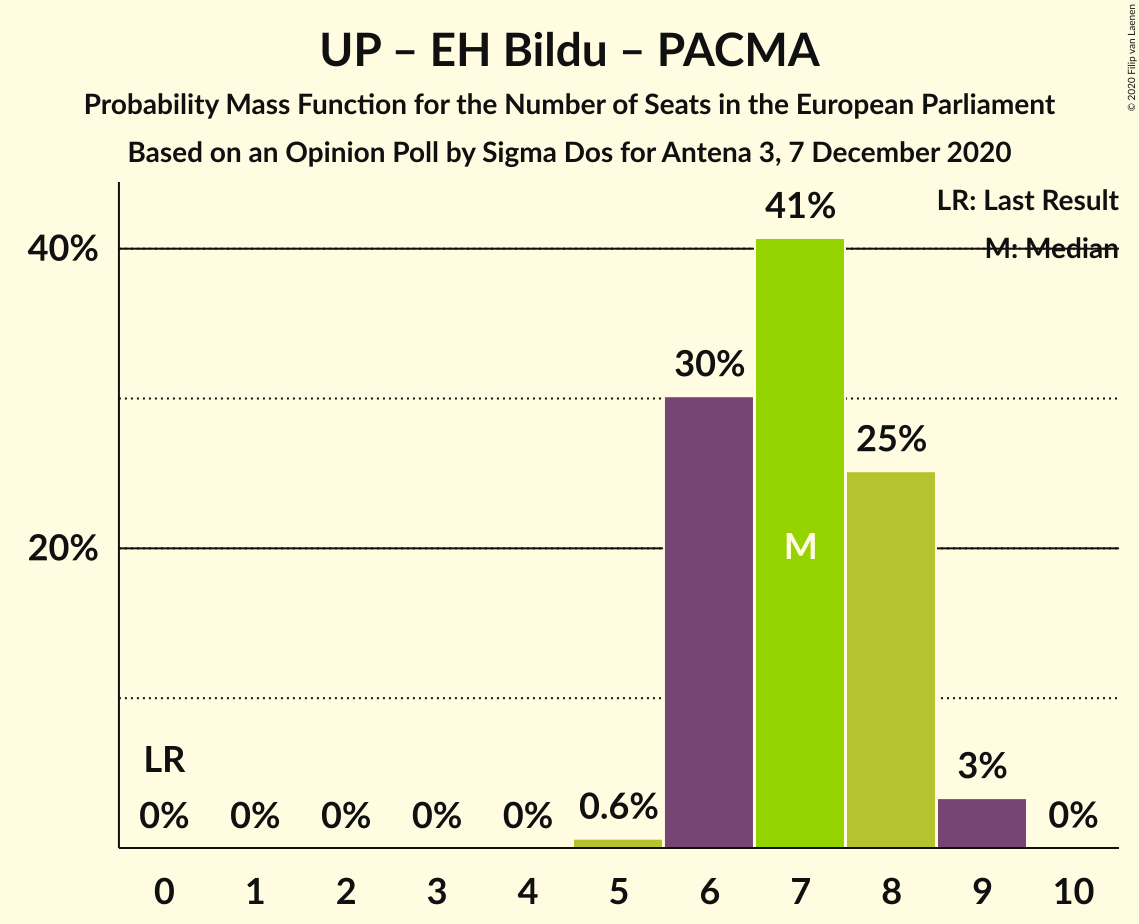 UP – EH Bildu – PACMA
Probability Mass Function for the Number of Seats in the European Parliament
Based on an Opinion Poll by Sigma Dos for Antena 3, 7 December 2020
© 2020 Filip van Laenen
LR: Last Result
M: Median
41%
40%
30%
25%
20%
M
LR
0%
0%
0%
0%
0%
0.6%
3%
0%
0 1 2 3 4 5 6 7 8 9 10